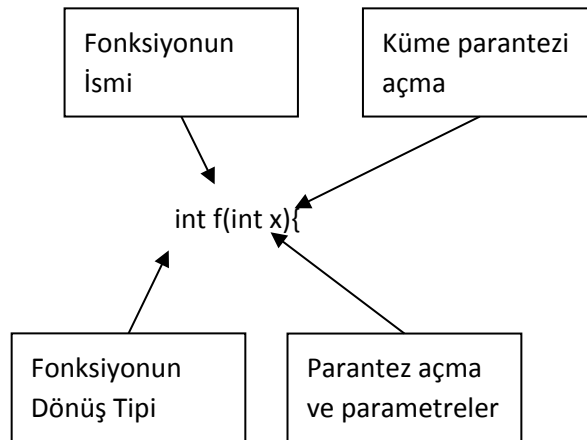 Fonksiyonun
İsmi
Küme parantezi
açma
int f(int x){
Fonksiyonun
Dönüş Tipi
Parantez açma
ve parametreler